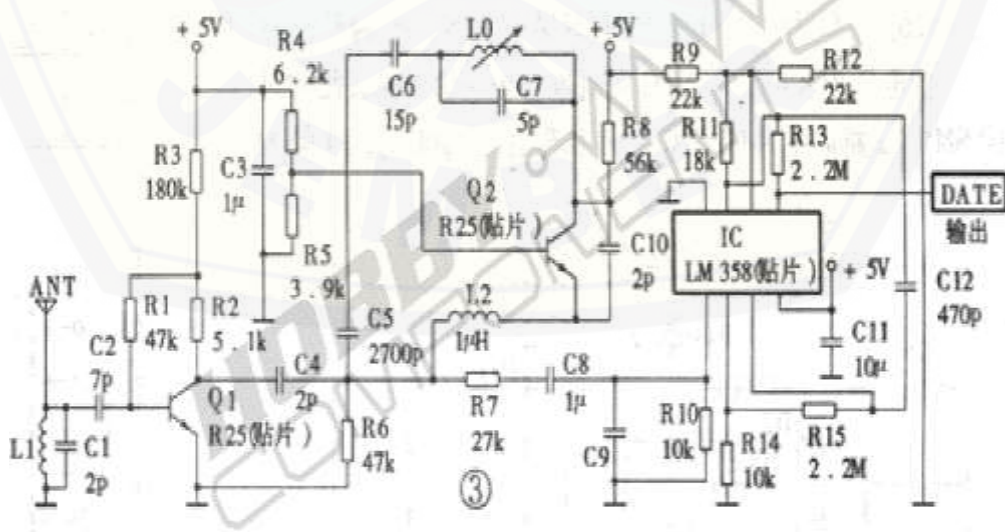 + 5V
R4
6.2k
L0
C6
15p
C7
5p
+ 5V
R9
22k
R12
22k
R3
180k
C3
1μ
R8
56k
R11
18k
R13
2.2M
Q2
R25(贴片)
DATE
输出
IC
LM 358(贴片)
+ 5V
R5
3.9k
C10
2p
C12
470p
ANT
R1
47k
R2
5.1k
C5
2700p
L2
1μH
C11
10μ
C2
7p
C4
2p
C8
1μ
Q1
R25(贴片)
R6
47k
R7
27k
R10
10k
R15
2.2M
L1
C1
2p
C9
R14
10k
③